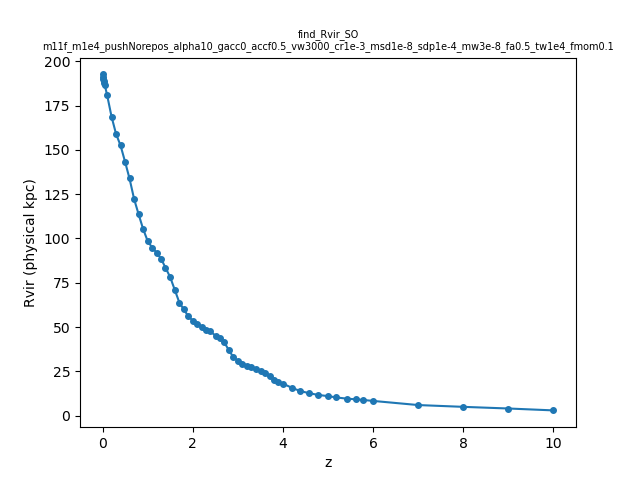 find_Rvir_SO
m11f_m1e4_pushNorepos_alpha10_gacc0_accf0.5_vw3000_cr1e-3_msd1e-8_sdp1e-4_mw3e-8_fa0.5_tw1e4_fmom0.1
200
175
150
125
100
75
50
25
0
Rvir (physical kpc)
0 2 4 6 8 10
z